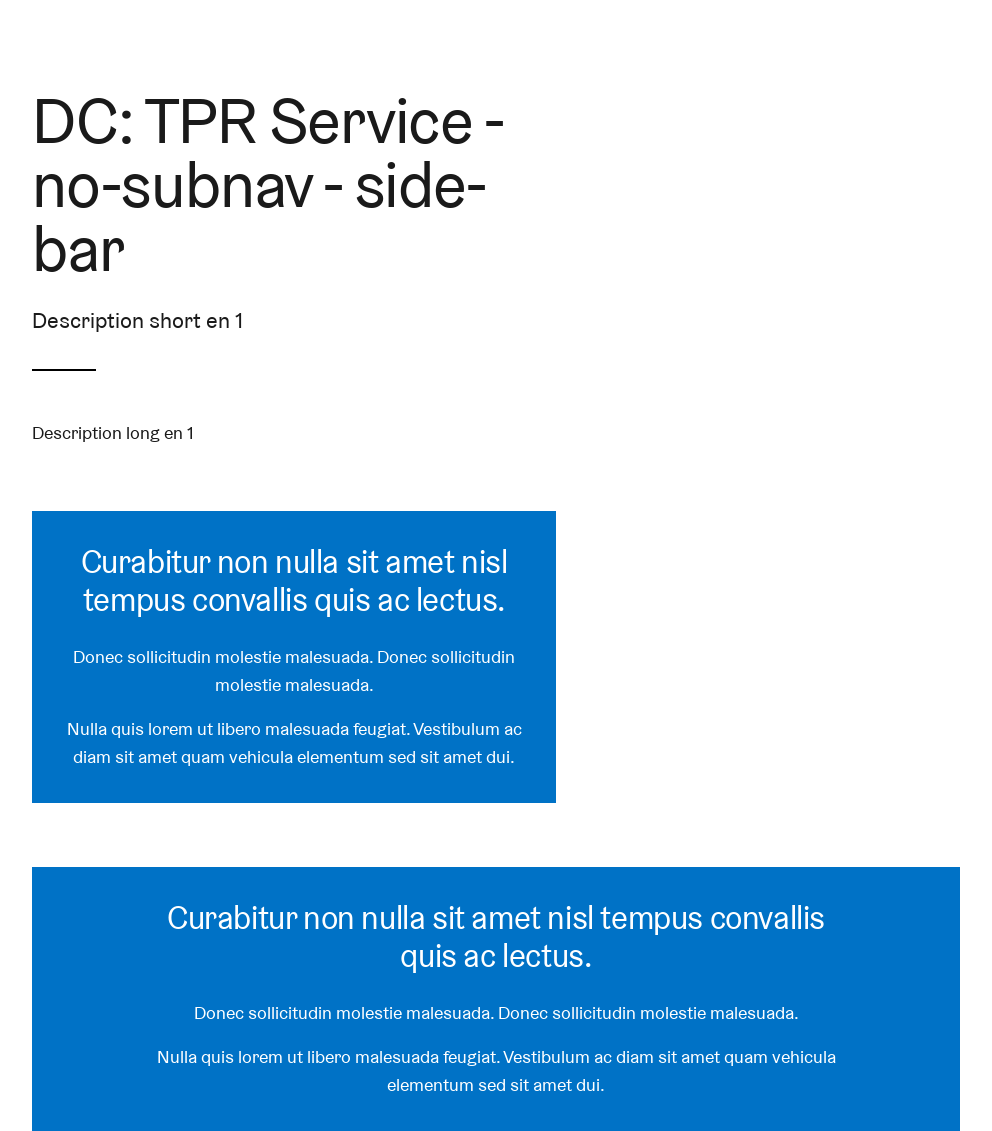 DC: TPR Service -
no-subnav - side-
bar
Description short en 1
Description long en 1
Curabitur non nulla sit amet nisl
tempus convallis quis ac lectus.
Donec sollicitudin molestie malesuada. Donec sollicitudin
molestie malesuada.
Nulla quis lorem ut libero malesuada feugiat. Vestibulum ac
diam sit amet quam vehicula elementum sed sit amet dui.
Curabitur non nulla sit amet nisl tempus convallis
quis ac lectus.
Donec sollicitudin molestie malesuada. Donec sollicitudin molestie malesuada.
Nulla quis lorem ut libero malesuada feugiat. Vestibulum ac diam sit amet quam vehicula
elementum sed sit amet dui.